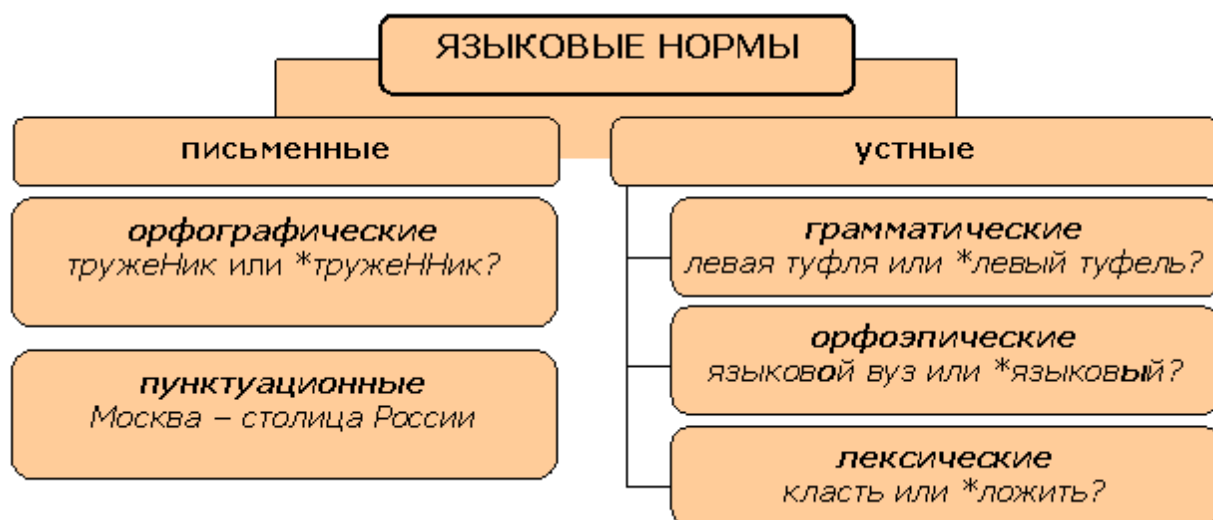 ЯЗЫКОВЫЕ НОРМЫ
письменные
орфографические
тружеНик или *тружеННик?
пунктуационные
Москва – столица России
устные
грамматические
левая туфля или *левый туфель?
орфоэпические
языковой вуз или *языковый?
лексические
класть или *ложить?